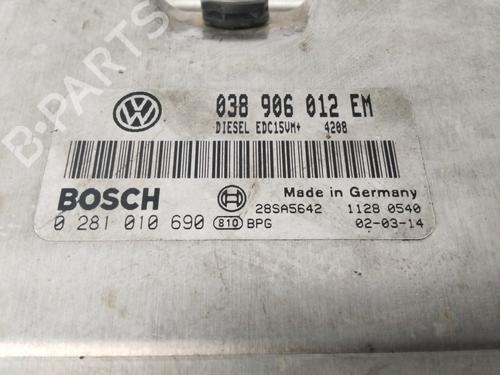 038 906 012 EM
DIESEL EDC15VM+ 4208
BOSCH
Made in Germany
28SA5642 1128 0540
0 281 010 690 810 BPG 02-03-14
B-PARTS